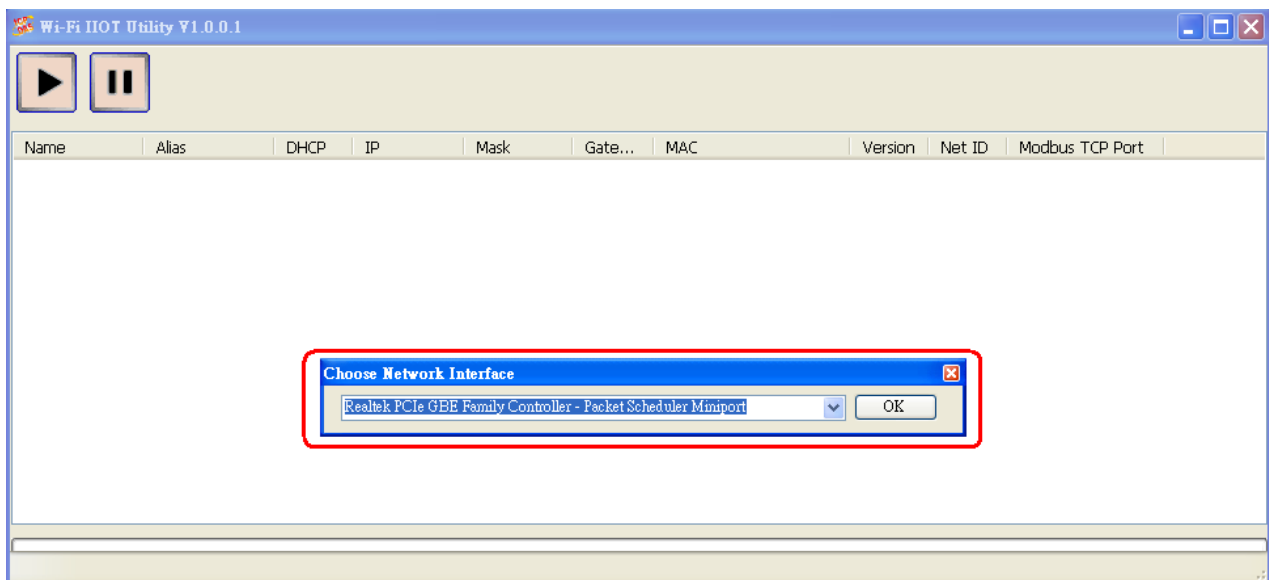 Wi-Fi IIOT Utility V1.0.0.1
Name Alias DHCP IP Mask Gate... MAC Version Net ID Modbus TCP Port
Choose Network Interface
Realtek PCIe GBE Family Controller - Packet Scheduler Miniport OK